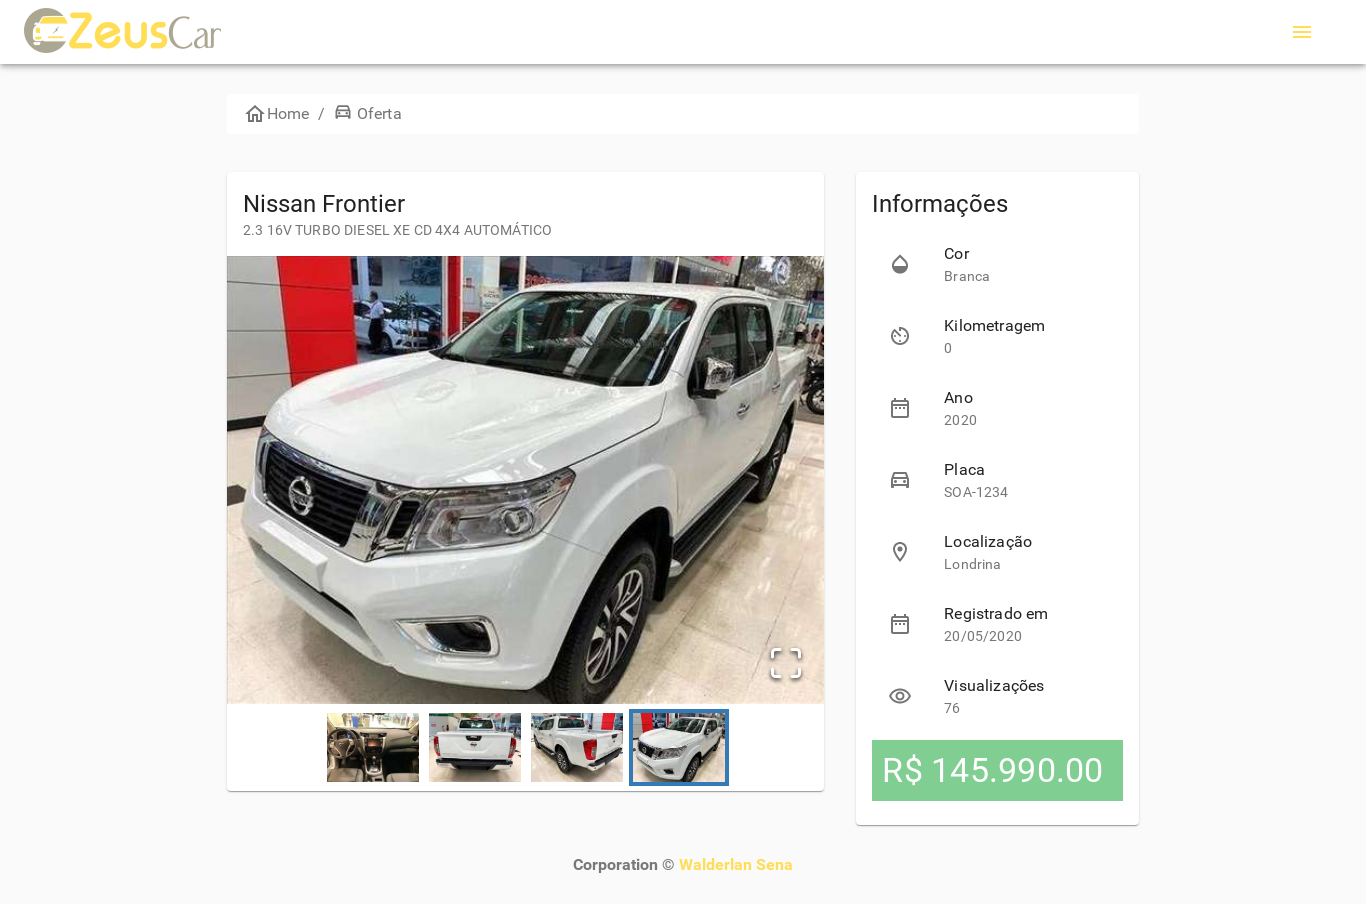 ZeusCar
Home / Oferta
Nissan Frontier
2.3 16V TURBO DIESEL XE CD 4X4 AUTOMÁTICO
Informações
Cor
Branca
Kilometragem
0
Ano
2020
Placa
SOA-1234
Localização
Londrina
Registrado em
20/05/2020
Visualizações
76
R$ 145.990.00
Corporation © Walderlan Sena